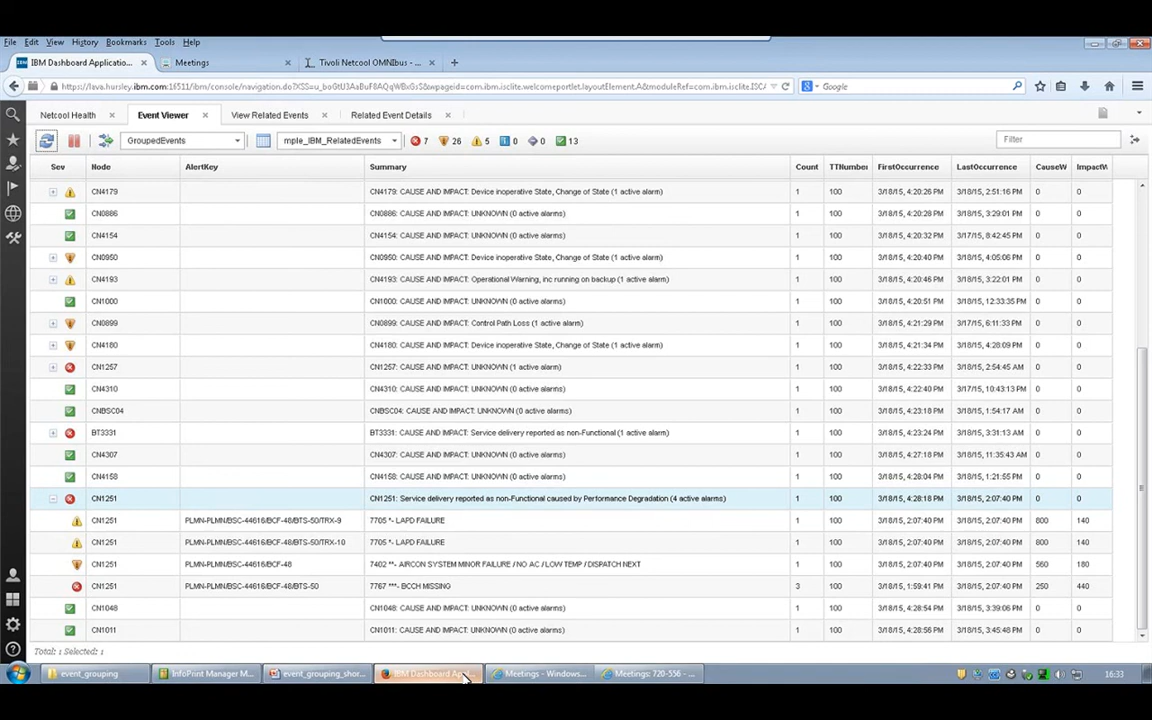 File Edit View History Bookmarks Tools Help
IBM Dashboard Applicatio... Meetings Tivoli Netcool OMNIbus - ...
Google
Netcool Health Event Viewer View Related Events Related Event Details
GroupedEvents mple_IBM_RelatedEvents 7 26 5 0 0 13 Filter
Sev Node AlertKey Summary Count TTNumber FirstOccurrence LastOccurrence CauseW ImpactW
CN4179 CN4179: CAUSE AND IMPACT: Device inoperative State, Change of State (1 active alarm) 1 100 3/18/15, 4:20:26 PM 3/18/15, 2:51:16 PM 0 0
CN0886 CN0886: CAUSE AND IMPACT: UNKNOWN (0 active alarms) 1 100 3/18/15, 4:20:28 PM 3/18/15, 3:29:01 PM 0 0
CN4154 CN4154: CAUSE AND IMPACT: UNKNOWN (0 active alarms) 1 100 3/18/15, 4:20:32 PM 3/17/15, 8:42:45 PM 0 0
CN0950 CN0950: CAUSE AND IMPACT: Device inoperative State, Change of State (1 active alarm) 1 100 3/18/15, 4:20:40 PM 3/18/15, 4:05:06 PM 0 0
CN4193 CN4193: CAUSE AND IMPACT: Operational Warning, inc running on backup (1 active alarm) 1 100 3/18/15, 4:20:46 PM 3/18/15, 3:22:01 PM 0 0
CN1000 CN1000: CAUSE AND IMPACT: UNKNOWN (0 active alarms) 1 100 3/18/15, 4:20:51 PM 3/18/15, 12:33:35 PM 0 0
CN0899 CN0899: CAUSE AND IMPACT: Control Path Loss (1 active alarm) 1 100 3/18/15, 4:21:29 PM 3/17/15, 6:11:33 PM 0 0
CN4180 CN4180: CAUSE AND IMPACT: Device inoperative State, Change of State (1 active alarm) 1 100 3/18/15, 4:21:34 PM 3/18/15, 4:28:09 PM 0 0
CN1257 CN1257: CAUSE AND IMPACT: UNKNOWN (1 active alarm) 1 100 3/18/15, 4:22:33 PM 3/18/15, 2:54:45 AM 0 0
CN4310 CN4310: CAUSE AND IMPACT: UNKNOWN (0 active alarms) 1 100 3/18/15, 4:22:40 PM 3/17/15, 10:43:13 PM 0 0
CNBSC04 CNBSC04: CAUSE AND IMPACT: UNKNOWN (0 active alarms) 1 100 3/18/15, 4:23:18 PM 3/18/15, 1:54:17 AM 0 0
BT3331 BT3331: CAUSE AND IMPACT: Service delivery reported as non-Functional (1 active alarm) 1 100 3/18/15, 4:23:24 PM 3/18/15, 3:31:13 AM 0 0
CN4307 CN4307: CAUSE AND IMPACT: UNKNOWN (0 active alarms) 1 100 3/18/15, 4:27:18 PM 3/18/15, 11:35:43 AM 0 0
CN4158 CN4158: CAUSE AND IMPACT: UNKNOWN (0 active alarms) 1 100 3/18/15, 4:28:04 PM 3/18/15, 1:21:55 PM 0 0
CN1251 CN1251: Service delivery reported as non-Functional caused by Performance Degradation (4 active alarms) 1 100 3/18/15, 4:28:18 PM 3/18/15, 2:07:40 PM 0 0
CN1251 PLMN-PLMN/BSC-44616/BCF-48/BTS-50/TRX-9 7705 *- LAPD FAILURE 1 100 3/18/15, 2:07:40 PM 3/18/15, 2:07:40 PM 800 140
CN1251 PLMN-PLMN/BSC-44616/BCF-48/BTS-50/TRX-10 7705 *- LAPD FAILURE 1 100 3/18/15, 2:07:40 PM 3/18/15, 2:07:40 PM 800 140
CN1251 PLMN-PLMN/BSC-44616/BCF-48 7402 **- AIRCON SYSTEM MINOR FAILURE / NO AC / LOW TEMP / DISPATCH NEXT 1 100 3/18/15, 2:07:40 PM 3/18/15, 2:07:40 PM 560 180
CN1251 PLMN-PLMN/BSC-44616/BCF-48/BTS-50 7767 ***- BCCH MISSING 3 100 3/18/15, 1:59:41 PM 3/18/15, 2:07:40 PM 250 440
CN1048 CN1048: CAUSE AND IMPACT: UNKNOWN (0 active alarms) 1 100 3/18/15, 4:28:54 PM 3/18/15, 3:39:06 PM 0 0
CN1011 CN1011: CAUSE AND IMPACT: UNKNOWN (0 active alarms) 1 100 3/18/15, 4:28:56 PM 3/18/15, 3:45:48 PM 0 0
Total: 1 Selected: 1
event_grouping InfoPrint Manager M... event_grouping_shor... IBM Dashboard Appl... Meetings - Windows... Meetings: 720-556 - ... 16:33